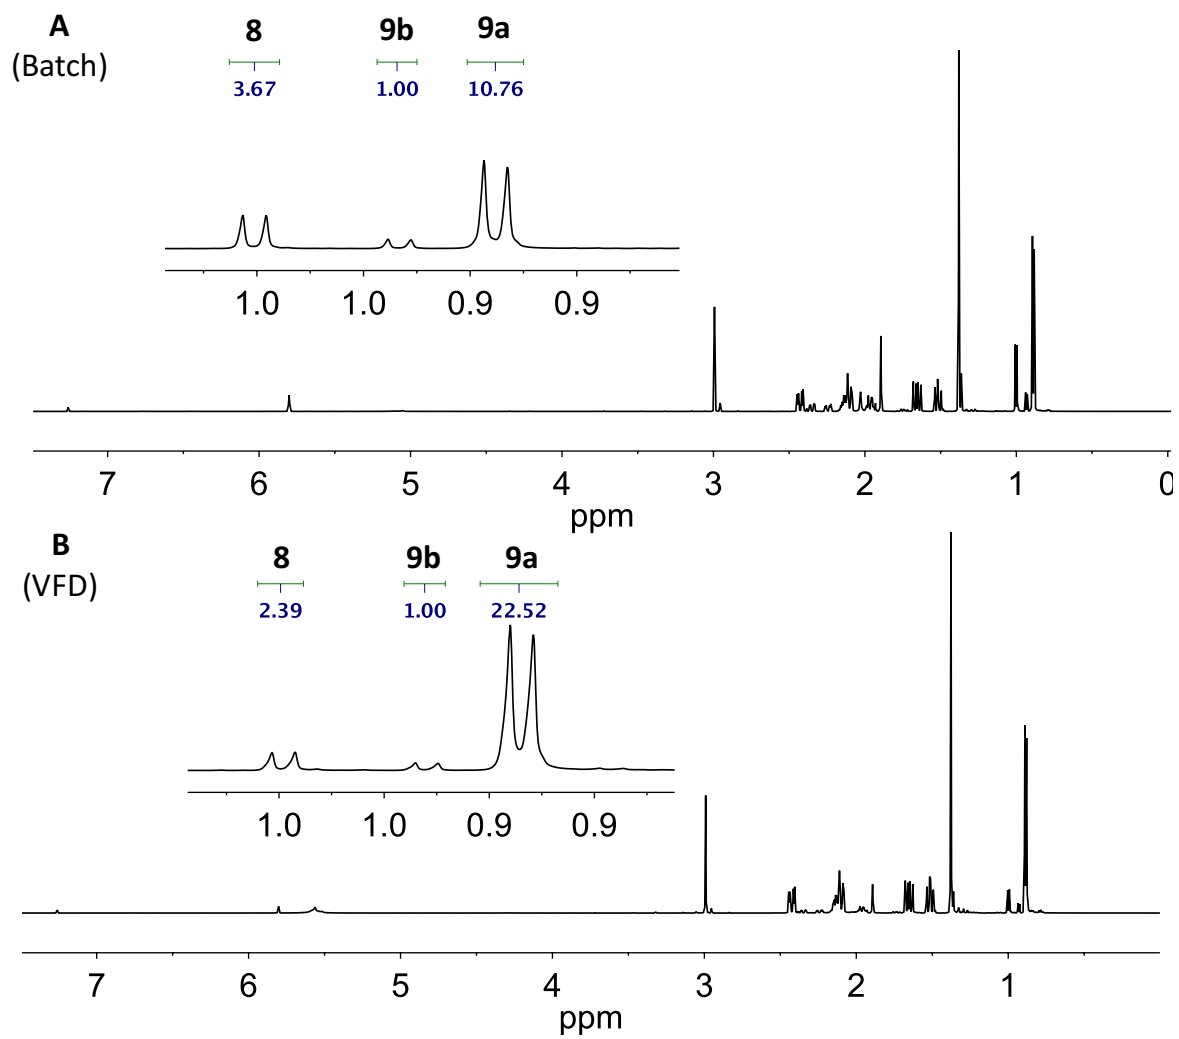 A
(Batch)
8 9b 9a
3.67 1.00 10.76
1.0 1.0 0.9 0.9
7 6 5 4 3 2 1 0
ppm
B
(VFD)
8 9b 9a
2.39 1.00 22.52
1.0 1.0 0.9 0.9
7 6 5 4 3 2 1
ppm